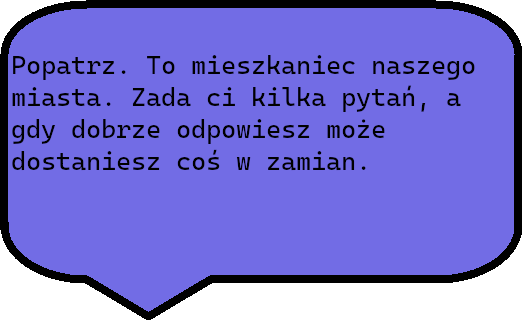 Popatrz. To mieszkaniec naszego
miasta. Zada ci kilka pytań, a
gdy dobrze odpowiesz może
dostaniesz coś w zamian.